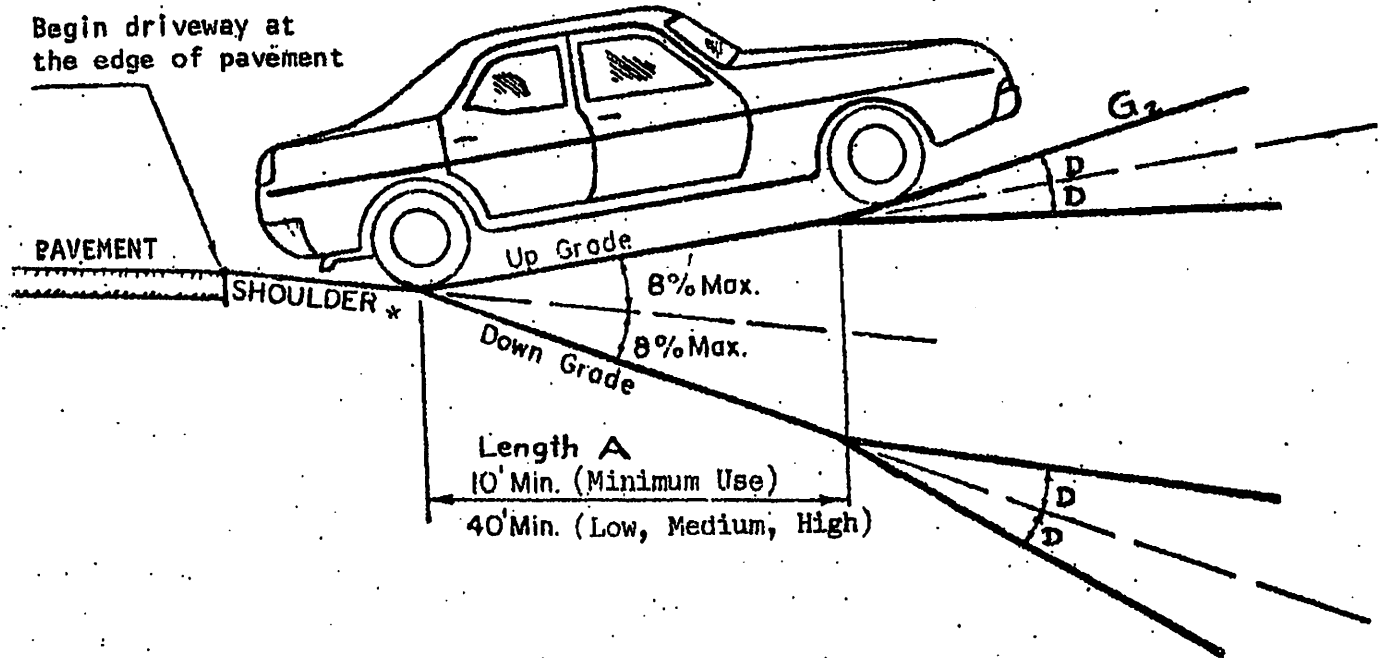 Begin driveway at
the edge of pavement
G₂
D
D
PAVEMENT
Up Grade
SHOULDER *
8% Max.
8% Max.
Down Grade
Length A
10' Min. (Minimum Use)
40' Min. (Low, Medium, High)
D
D